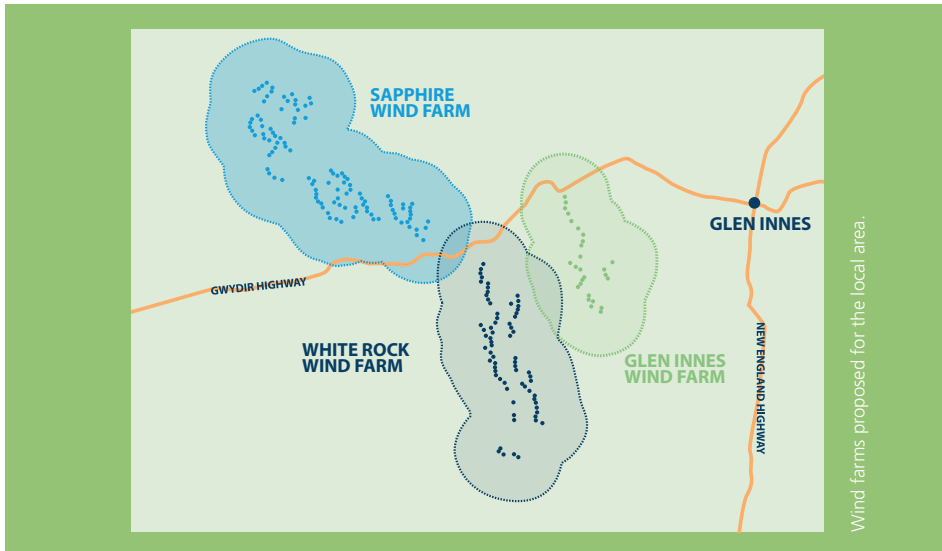 SAPPHIRE
WIND FARM
GLEN INNES
GWYDIR HIGHWAY
WHITE ROCK
WIND FARM
GLEN INNES
WIND FARM
NEW ENGLAND HIGHWAY
Wind farms proposed for the local area.